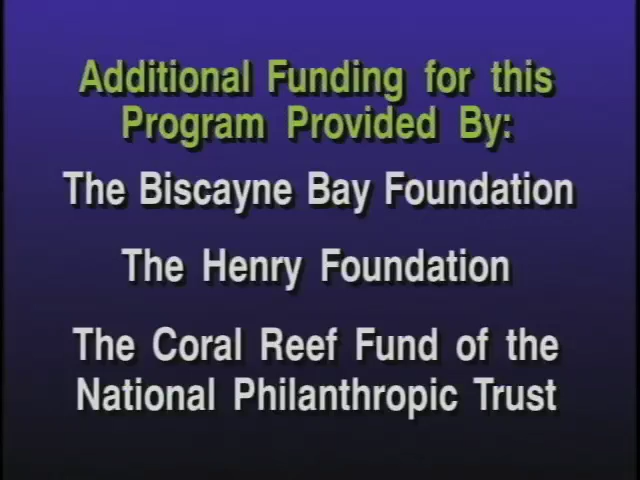 Additional Funding for this
Program Provided By:
The Biscayne Bay Foundation
The Henry Foundation
The Coral Reef Fund of the
National Philanthropic Trust